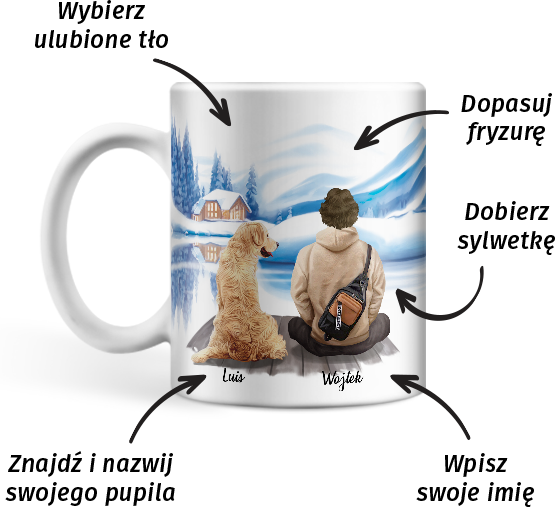 Wybierz
ulubione tło
Dopasuj
fryzurę
Dobierz
sylwetkę
Luis
Wojtek
Znajdź i nazwij
swojego pupila
Wpisz
swoje imię